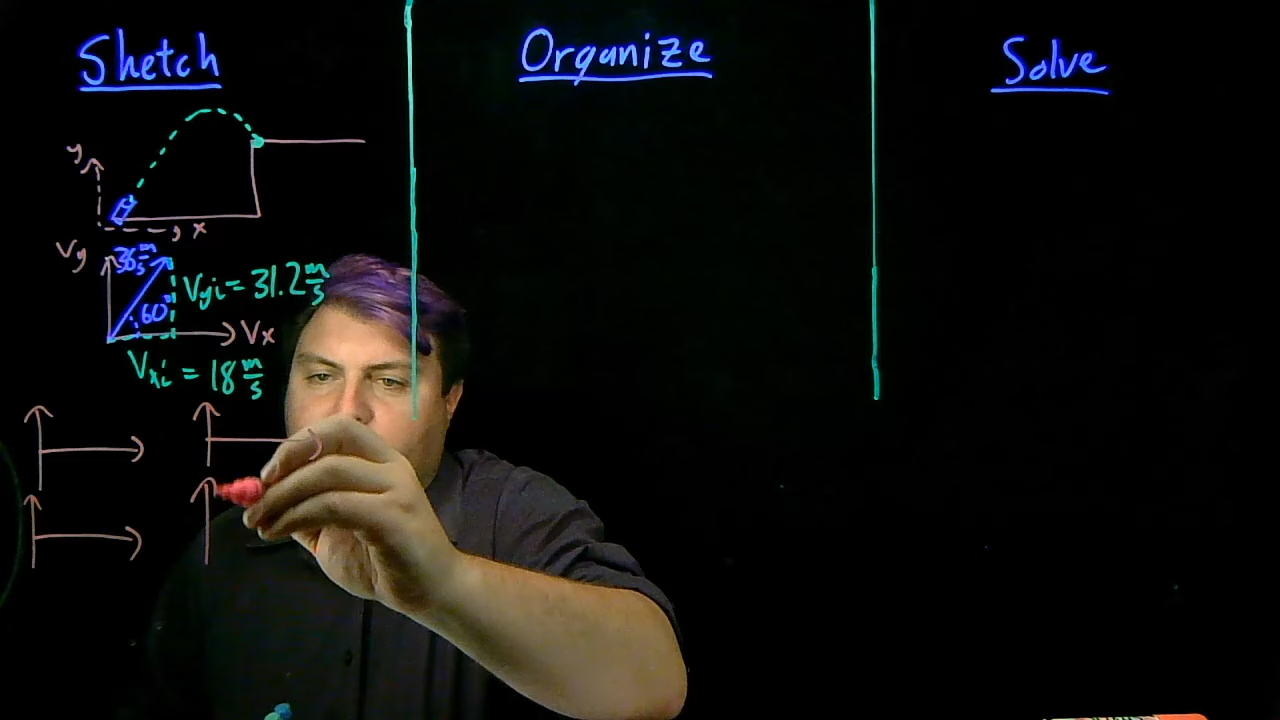 Sketch
Organize
Solve
y
x
Vy
36 m/s
60°
Vyi = 31.2 m/s
Vx
Vxi = 18 m/s